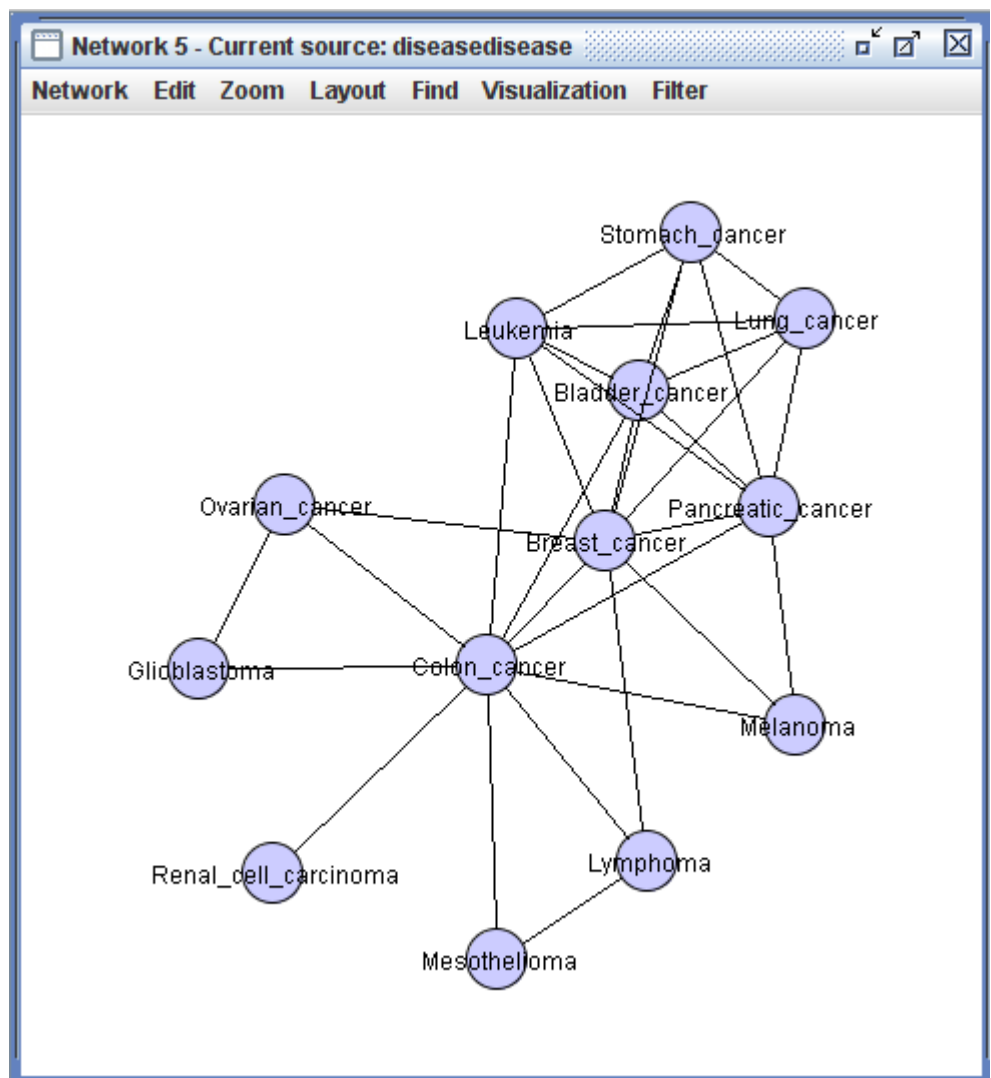 Network 5 - Current source: diseasedisease
Network Edit Zoom Layout Find Visualization Filter
Stomach_cancer
Lung_cancer
Leukemia
Bladder_cancer
Ovarian_cancer
Pancreatic_cancer
Breast_cancer
Glioblastoma
Colon_cancer
Melanoma
Lymphoma
Renal_cell_carcinoma
Mesothelioma